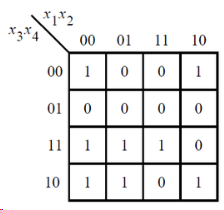 x₁x₂
x₃x₄
00 01 11 10
00 1 0 0 1
01 0 0 0 0
11 1 1 1 0
10 1 1 0 1